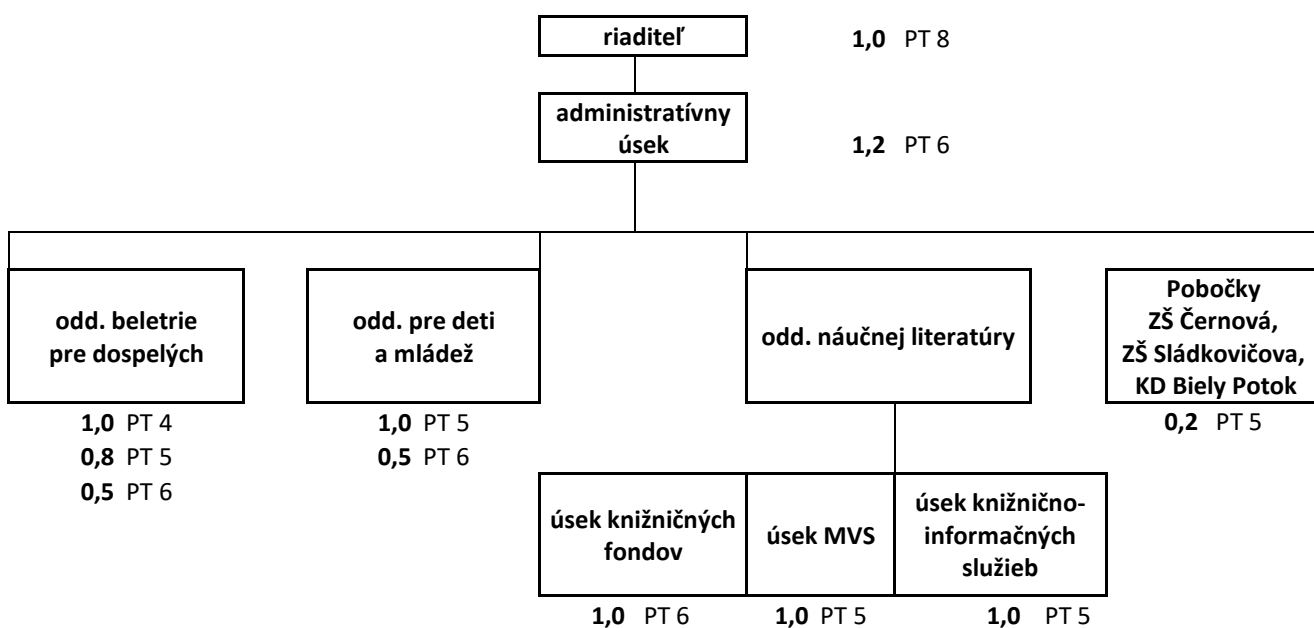 riaditeľ
1,0 PT 8
administratívny
úsek
1,2 PT 6
odd. beletrie
pre dospelých
1,0 PT 4
0,8 PT 5
0,5 PT 6
odd. pre deti
a mládež
1,0 PT 5
0,5 PT 6
odd. náučnej literatúry
Pobočky
ZŠ Černová,
ZŠ Sládkovičova,
KD Biely Potok
0,2 PT 5
úsek knižničných
fondov
1,0 PT 6
úsek MVS
1,0 PT 5
úsek knižnično-
informačných
služieb
1,0 PT 5